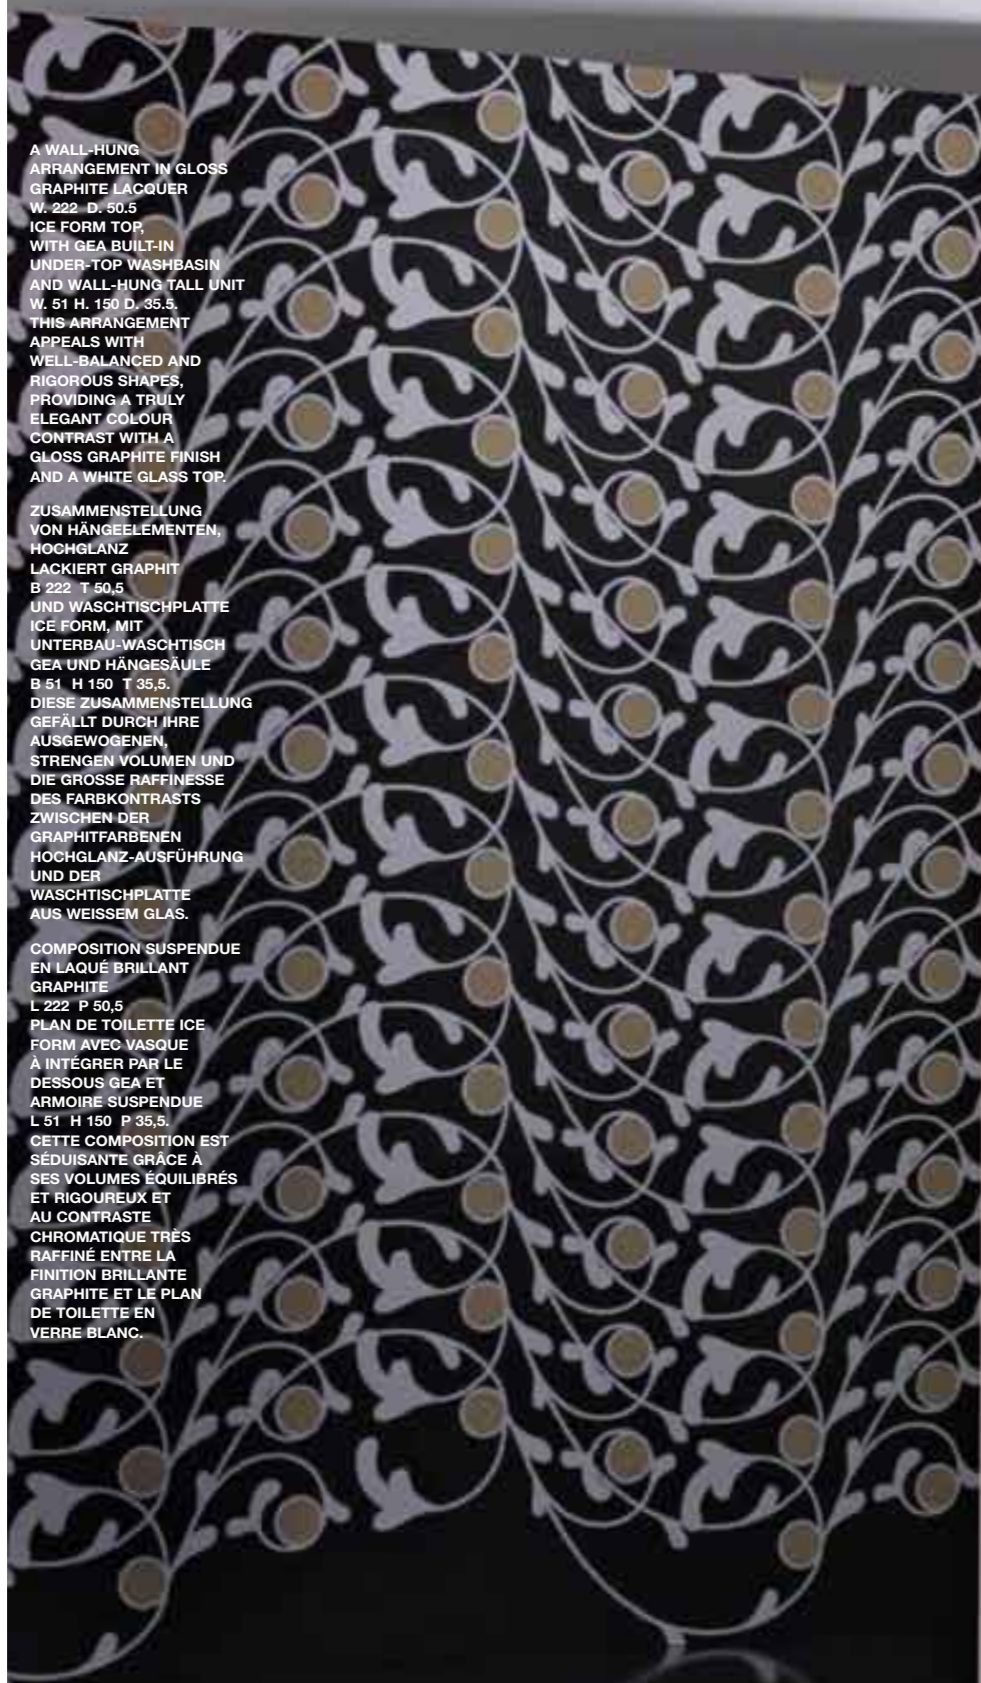 A WALL-HUNG
ARRANGEMENT IN GLOSS
GRAPHITE LACQUER
W. 222 D. 50.5
ICE FORM TOP,
WITH GEA BUILT-IN
UNDER-TOP WASHBASIN
AND WALL-HUNG TALL UNIT
W. 51 H. 150 D. 35.5.
THIS ARRANGEMENT
APPEALS WITH
WELL-BALANCED AND
RIGOROUS SHAPES,
PROVIDING A TRULY
ELEGANT COLOUR
CONTRAST WITH A
GLOSS GRAPHITE FINISH
AND A WHITE GLASS TOP.
ZUSAMMENSTELLUNG
VON HÄNGEELEMENTEN,
HOCHGLANZ
LACKIERT GRAPHIT
B 222 T 50,5
UND WASCHTISCHPLATTE
ICE FORM, MIT
UNTERBAU-WASCHTISCH
GEA UND HÄNGESÄULE
B 51 H 150 T 35,5.
DIESE ZUSAMMENSTELLUNG
GEFÄLLT DURCH IHRE
AUSGEWOGENEN,
STRENGEN VOLUMEN UND
DIE GROSSE RAFFINESSE
DES FARBKONTRASTS
ZWISCHEN DER
GRAPHITFARBENEN
HOCHGLANZ-AUSFÜHRUNG
UND DER
WASCHTISCHPLATTE
AUS WEISSEM GLAS.
COMPOSITION SUSPENDUE
EN LAQUÉ BRILLANT
GRAPHITE
L 222 P 50,5
PLAN DE TOILETTE ICE
FORM AVEC VASQUE
À INTÉGRER PAR LE
DESSOUS GEA ET
ARMOIRE SUSPENDUE
L 51 H 150 P 35,5.
CETTE COMPOSITION EST
SÉDUISANTE GRÂCE À
SES VOLUMES ÉQUILIBRÉS
ET RIGOUREUX ET
AU CONTRASTE
CHROMATIQUE TRÈS
RAFFINÉ ENTRE LA
FINITION BRILLANTE
GRAPHITE ET LE PLAN
DE TOILETTE EN
VERRE BLANC.